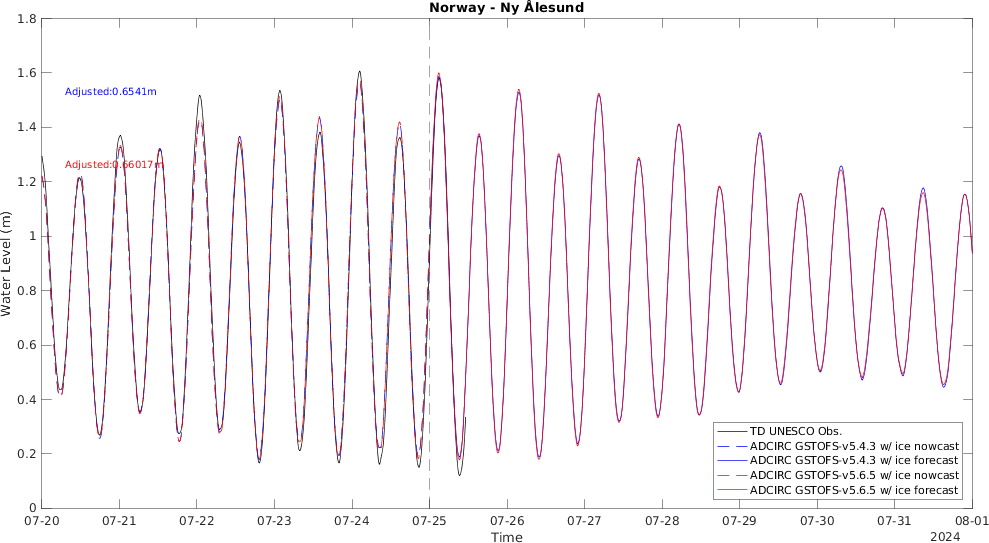 Norway - Ny Ålesund
1.8
1.6
1.4
1.2
1
0.8
0.6
0.4
0.2
0
Water Level (m)
Adjusted:0.6541m
Adjusted:0.66017m
TD UNESCO Obs.
ADCIRC GSTOFS-v5.4.3 w/ ice nowcast
ADCIRC GSTOFS-v5.4.3 w/ ice forecast
ADCIRC GSTOFS-v5.6.5 w/ ice nowcast
ADCIRC GSTOFS-v5.6.5 w/ ice forecast
07-20 07-21 07-22 07-23 07-24 07-25 07-26 07-27 07-28 07-29 07-30 07-31 08-01
Time
2024